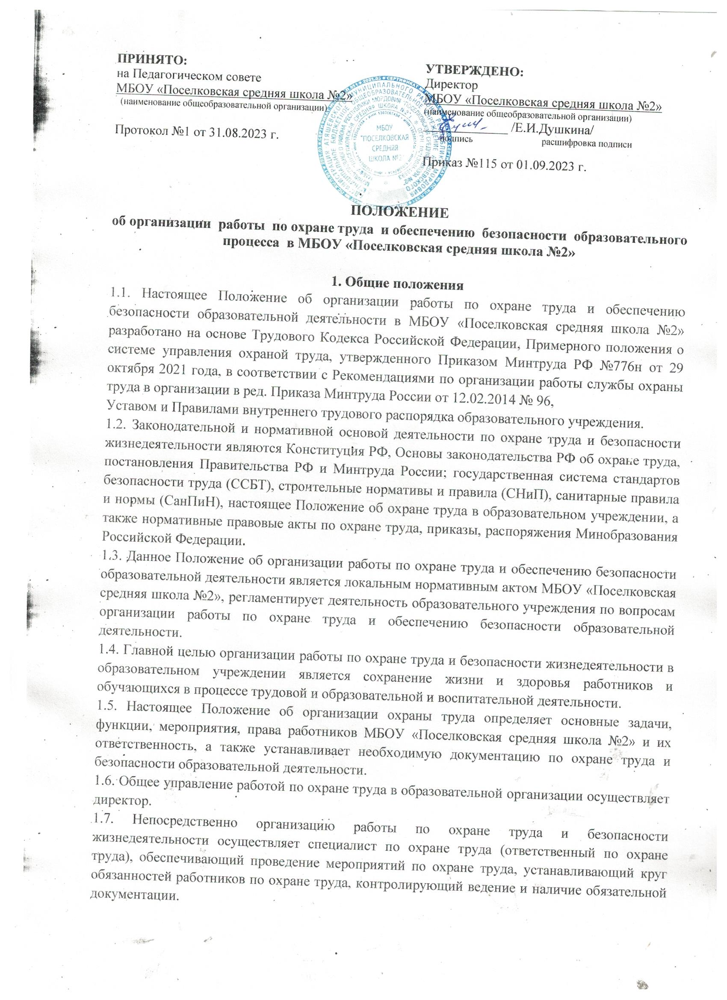 ПРИНЯТО:
на Педагогическом совете
МБОУ «Поселковская средняя школа №2»
(наименование общеобразовательной организации)
Протокол №1 от 31.08.2023 г.
УТВЕРЖДЕНО:
Директор
МБОУ «Поселковская средняя школа №2»
(наименование общеобразовательной организации)
/Е.И.Душкина/
подпись расшифровка подписи
Приказ №115 от 01.09.2023 г.
МБОУ
"ПОСЕЛКОВСКАЯ
СРЕДНЯЯ
ШКОЛА №2"
ПОЛОЖЕНИЕ
об организации работы по охране труда и обеспечению безопасности образовательного
процесса в МБОУ «Поселковская средняя школа №2»
1. Общие положения
1.1. Настоящее Положение об организации работы по охране труда и обеспечению
безопасности образовательной деятельности в МБОУ «Поселковская средняя школа №2»
разработано на основе Трудового Кодекса Российской Федерации, Примерного положения о
системе управления охраной труда, утвержденного Приказом Минтруда РФ №776н от 29
октября 2021 года, в соответствии с Рекомендациями по организации работы службы охраны
труда в организации в ред. Приказа Минтруда России от 12.02.2014 № 96,
Уставом и Правилами внутреннего трудового распорядка образовательного учреждения.
1.2. Законодательной и нормативной основой деятельности по охране труда и безопасности
жизнедеятельности являются Конституция РФ, Основы законодательства РФ об охране труда,
постановления Правительства РФ и Минтруда России; государственная система стандартов
безопасности труда (ССБТ), строительные нормативы и правила (СНиП), санитарные правила
и нормы (СанПиН), настоящее Положение об охране труда в образовательном учреждении, а
также нормативные правовые акты по охране труда, приказы, распоряжения Минобразования
Российской Федерации.
1.3. Данное Положение об организации работы по охране труда и обеспечению безопасности
образовательной деятельности является локальным нормативным актом МБОУ «Поселковская
средняя школа №2», регламентирует деятельность образовательного учреждения по вопросам
организации работы по охране труда и обеспечению безопасности образовательной
деятельности.
1.4. Главной целью организации работы по охране труда и безопасности жизнедеятельности в
образовательном учреждении является сохранение жизни и здоровья работников и
обучающихся в процессе трудовой и образовательной и воспитательной деятельности.
1.5. Настоящее Положение об организации охраны труда определяет основные задачи,
функции, мероприятия, права работников МБОУ «Поселковская средняя школа №2» и их
ответственность, а также устанавливает необходимую документацию по охране труда и
безопасности образовательной деятельности.
1.6. Общее управление работой по охране труда в образовательной организации осуществляет
директор.
1.7. Непосредственно организацию работы по охране труда и безопасности
жизнедеятельности осуществляет специалист по охране труда (ответственный по охране
труда), обеспечивающий проведение мероприятий по охране труда, устанавливающий круг
обязанностей работников по охране труда, контролирующий ведение и наличие обязательной
документации.